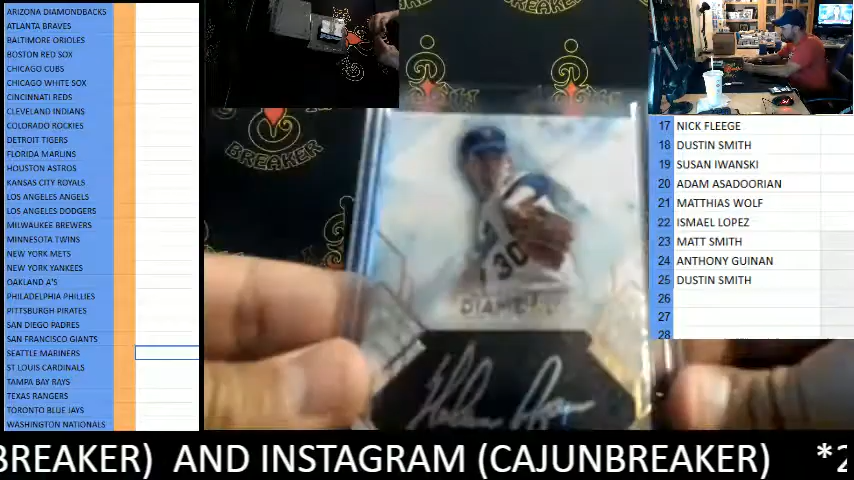 ARIZONA DIAMONDBACKS
ATLANTA BRAVES
BALTIMORE ORIOLES
BOSTON RED SOX
CHICAGO CUBS
CHICAGO WHITE SOX
CINCINATTI REDS
CLEVELAND INDIANS
COLORADO ROCKIES
DETROIT TIGERS
FLORIDA MARLINS
HOUSTON ASTROS
KANSAS CITY ROYALS
LOS ANGELES ANGELS
LOS ANGELES DODGERS
MILWAUKEE BREWERS
MINNESOTA TWINS
NEW YORK METS
NEW YORK YANKEES
OAKLAND A'S
PHILADELPHIA PHILLIES
PITTSBURGH PIRATES
SAN DIEGO PADRES
SAN FRANCISCO GIANTS
SEATTLE MARINERS
ST LOUIS CARDINALS
TAMPA BAY RAYS
TEXAS RANGERS
TORONTO BLUE JAYS
WASHINGTON NATIONALS
BREAKER
30
17 NICK FLEEGE
18 DUSTIN SMITH
19 SUSAN IWANSKI
20 ADAM ASADOORIAN
21 MATTHIAS WOLF
22 ISMAEL LOPEZ
23 MATT SMITH
24 ANTHONY GUINAN
25 DUSTIN SMITH
26
27
28
BREAKER) AND INSTAGRAM (CAJUNBREAKER) *2